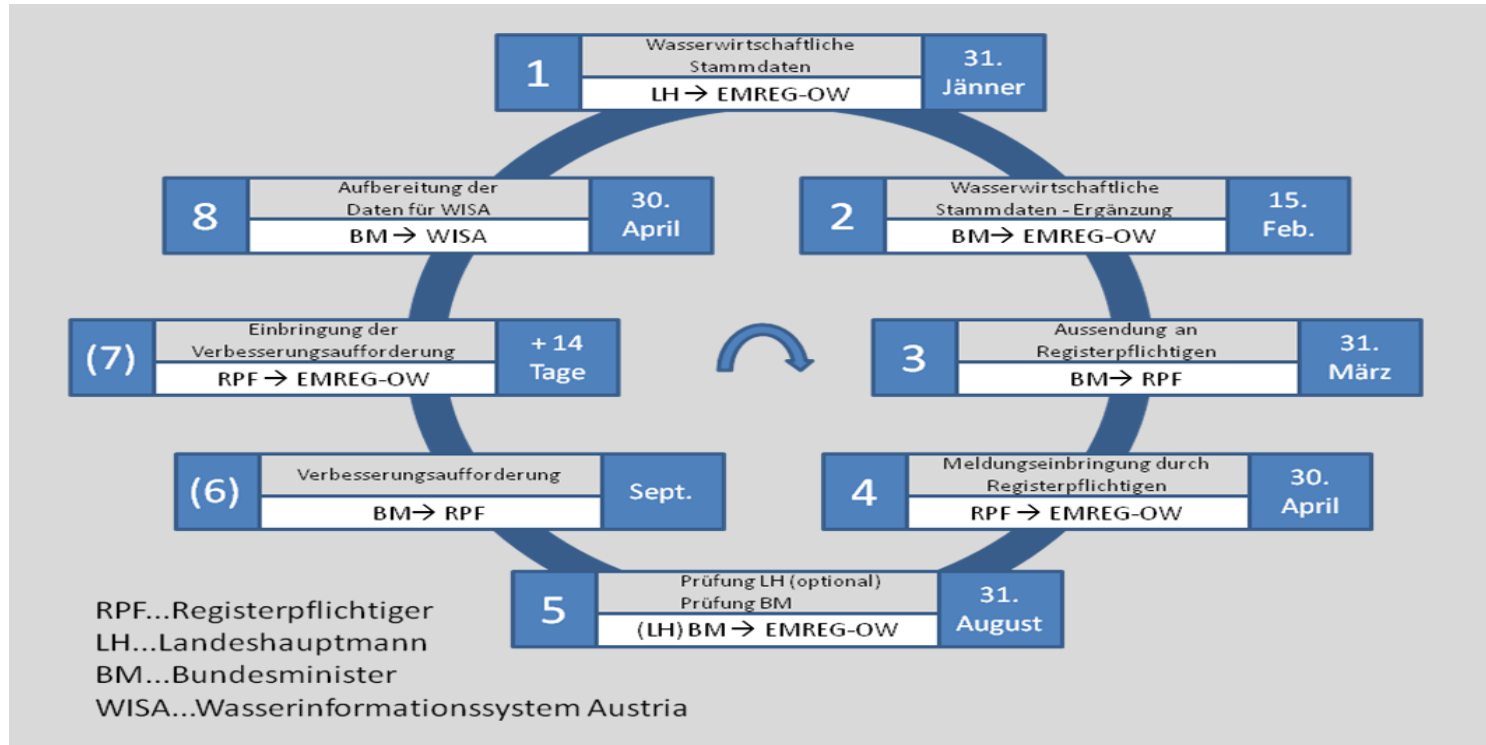 1
Wasserwirtschaftliche
Stammdaten
LH → EMREG-OW
31.
Jänner
2
Wasserwirtschaftliche
Stammdaten - Ergänzung
BM→ EMREG-OW
15.
Feb.
3
Aussendung an
Registerpflichtigen
BM→ RPF
31.
März
4
Meldungseinbringung durch
Registerpflichtigen
RPF → EMREG-OW
30.
April
5
Prüfung LH (optional)
Prüfung BM
(LH) BM → EMREG-OW
31.
August
(6)
Verbesserungsaufforderung
BM→ RPF
Sept.
(7)
Einbringung der
Verbesserungsaufforderung
RPF → EMREG-OW
+ 14
Tage
8
Aufbereitung der
Daten für WISA
BM → WISA
30.
April
RPF...Registerpflichtiger
LH...Landeshauptmann
BM...Bundesminister
WISA...Wasserinformationssystem Austria